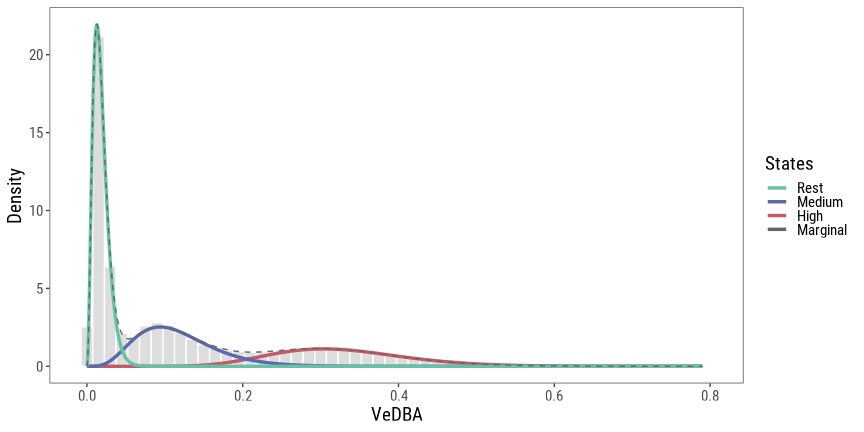 Density
20
15
10
5
0
0.0
0.2
0.4
0.6
0.8
VeDBA
States
Rest
Medium
High
Marginal